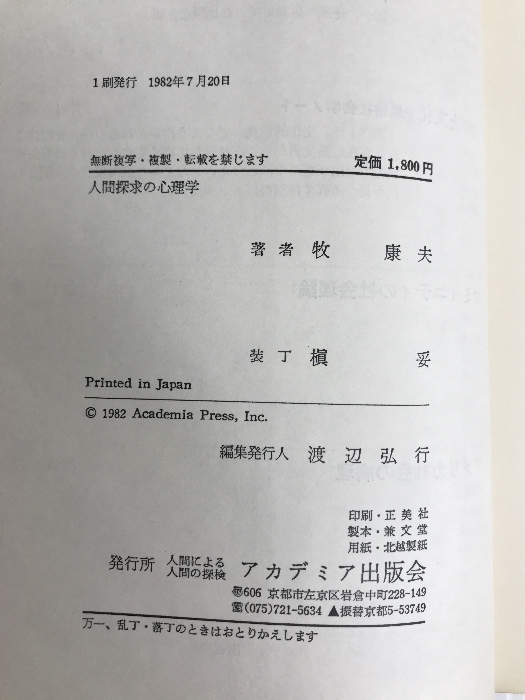 1刷発行 1982年7月20日
無断複写・複製・転載を禁じます 定価 1,800円
人間探求の心理学
著者 牧 康夫
装丁 槇 妥
Printed in Japan
© 1982 Academia Press, Inc.
編集発行人 渡辺弘行
印刷・正美社
製本・兼文堂
用紙・北越製紙
発行所 人間による人間の探検 アカデミア出版会
〠606 京都市左京区岩倉中町228-149
☎(075)721-5634 ▲振替京都5-53749
万一、乱丁・落丁のときはおとりかえします